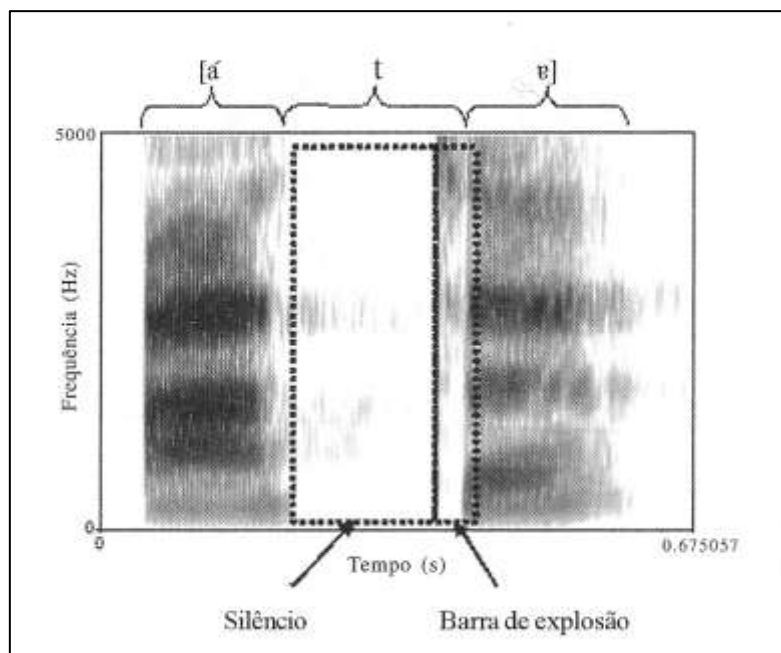 [á t ɐ]
5000
Frequência (Hz)
0
0 0.675057
Tempo (s)
Silêncio Barra de explosão